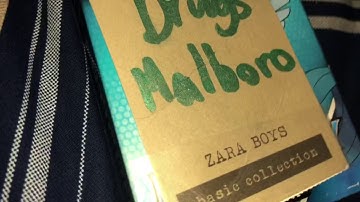 Drugs
Malboro
ZARA BOYS
basic collection